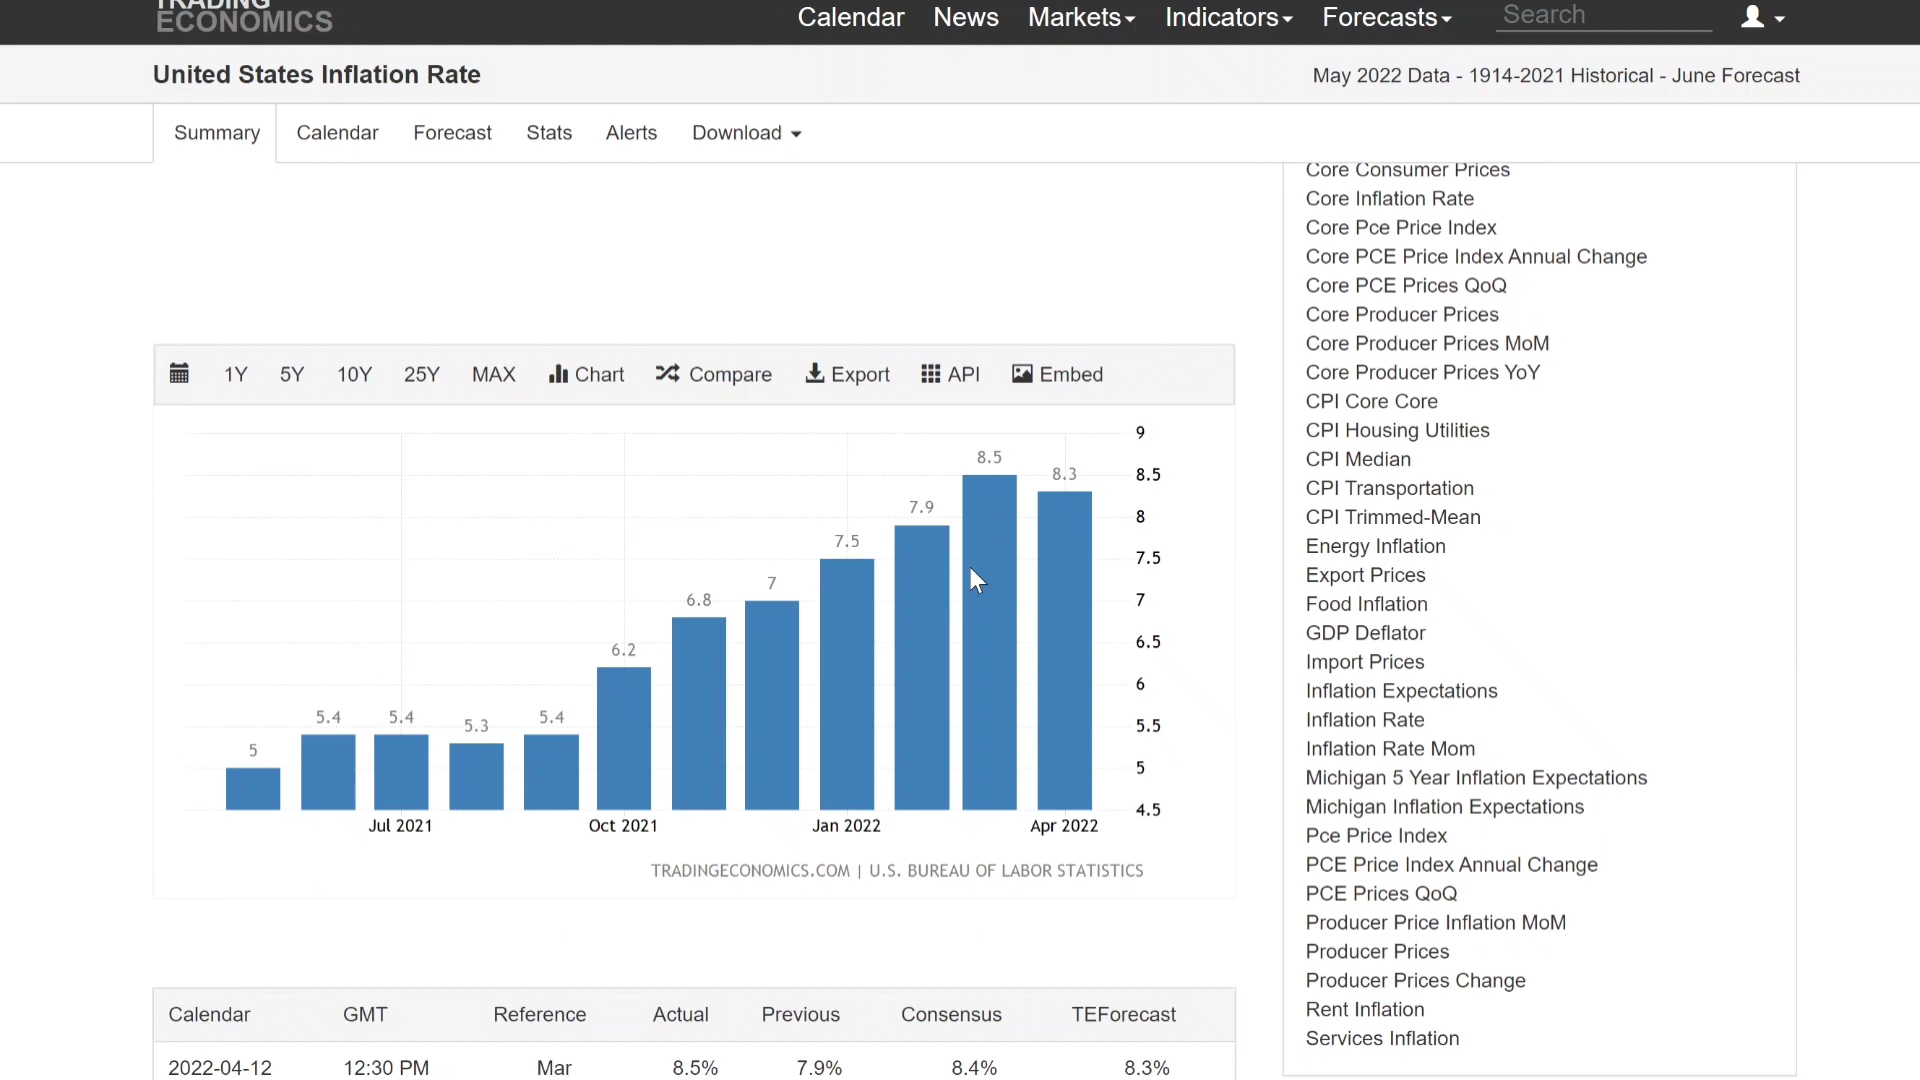 TRADING
ECONOMICS
Calendar News Markets Indicators Forecasts Search
United States Inflation Rate
May 2022 Data - 1914-2021 Historical - June Forecast
Summary Calendar Forecast Stats Alerts Download
1Y 5Y 10Y 25Y MAX Chart Compare Export API Embed
9
8.5
8
7.5
7
6.5
6
5.5
5
4.5
5
5.4
5.4
5.3
5.4
6.2
6.8
7
7.5
7.9
8.5
8.3
Jul 2021 Oct 2021 Jan 2022 Apr 2022
TRADINGECONOMICS.COM | U.S. BUREAU OF LABOR STATISTICS
Calendar GMT Reference Actual Previous Consensus TEForecast
2022-04-12 12:30 PM Mar 8.5% 7.9% 8.4% 8.3%
Core Consumer Prices
Core Inflation Rate
Core Pce Price Index
Core PCE Price Index Annual Change
Core PCE Prices QoQ
Core Producer Prices
Core Producer Prices MoM
Core Producer Prices YoY
CPI Core Core
CPI Housing Utilities
CPI Median
CPI Transportation
CPI Trimmed-Mean
Energy Inflation
Export Prices
Food Inflation
GDP Deflator
Import Prices
Inflation Expectations
Inflation Rate
Inflation Rate Mom
Michigan 5 Year Inflation Expectations
Michigan Inflation Expectations
Pce Price Index
PCE Price Index Annual Change
PCE Prices QoQ
Producer Price Inflation MoM
Producer Prices
Producer Prices Change
Rent Inflation
Services Inflation